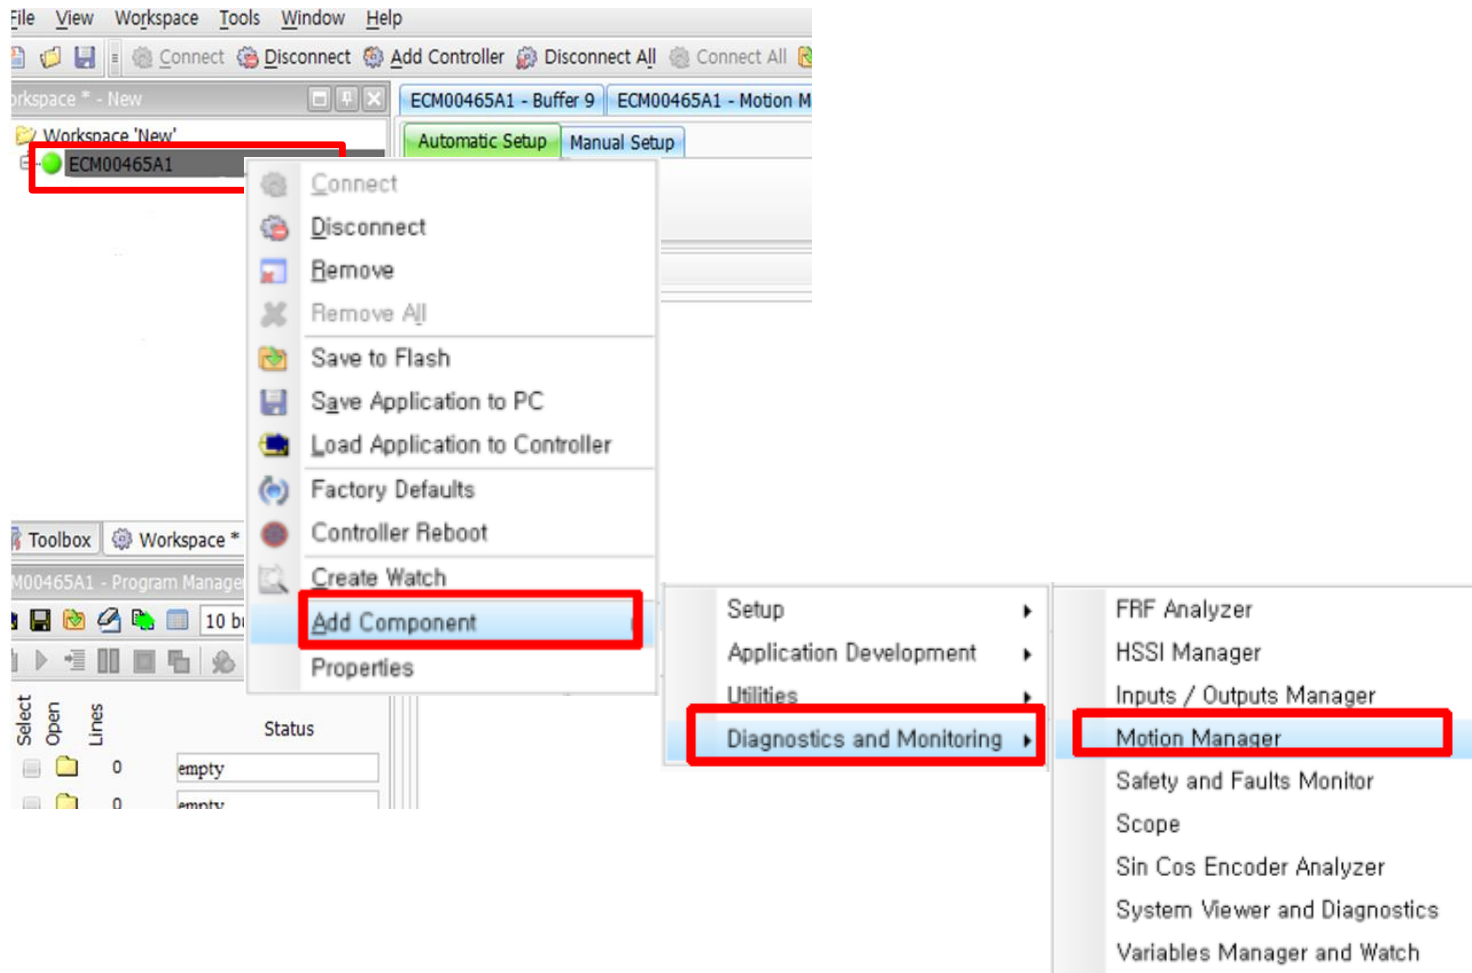 File View Workspace Tools Window Help
Connect Disconnect Add Controller Disconnect All Connect All
orkspace * - New
ECM00465A1 - Buffer 9 ECM00465A1 - Motion M
Workspace 'New'
Automatic Setup Manual Setup
ECM00465A1
Connect
Disconnect
Remove
Remove All
Save to Flash
Save Application to PC
Load Application to Controller
Factory Defaults
Controller Reboot
Create Watch
Add Component
Properties
Toolbox Workspace *
M00465A1 - Program Manage
10 b
Select Open Lines Status
0 empty
0 empty
Setup
Application Development
Utilities
Diagnostics and Monitoring
FRF Analyzer
HSSI Manager
Inputs / Outputs Manager
Motion Manager
Safety and Faults Monitor
Scope
Sin Cos Encoder Analyzer
System Viewer and Diagnostics
Variables Manager and Watch